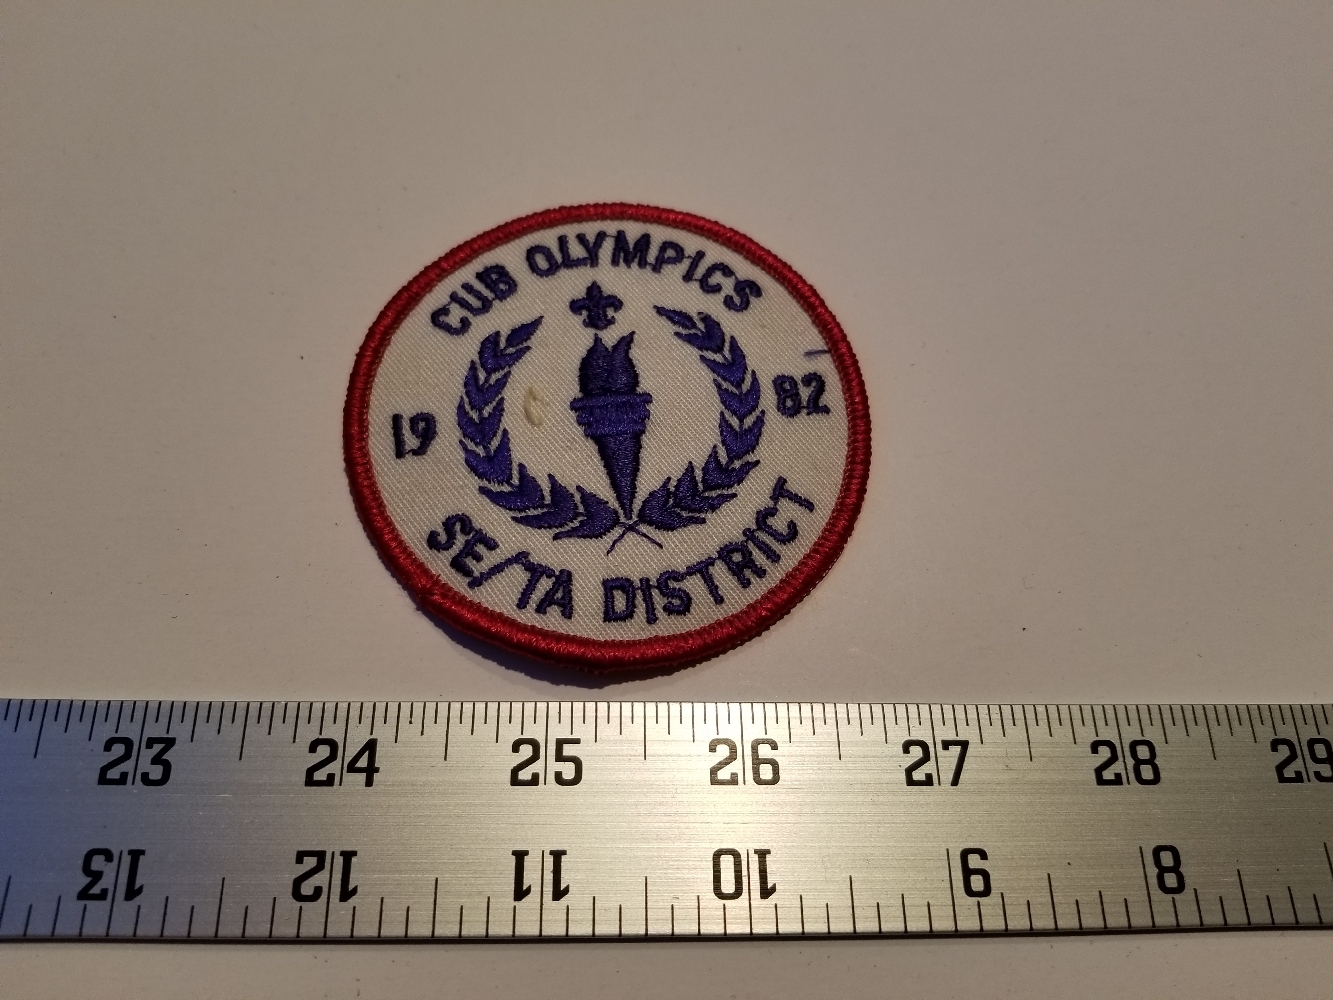 CUB OLYMPICS
19 82
SE/TA DISTRICT
23 24 25 26 27 28 29
13 12 11 10 9 8